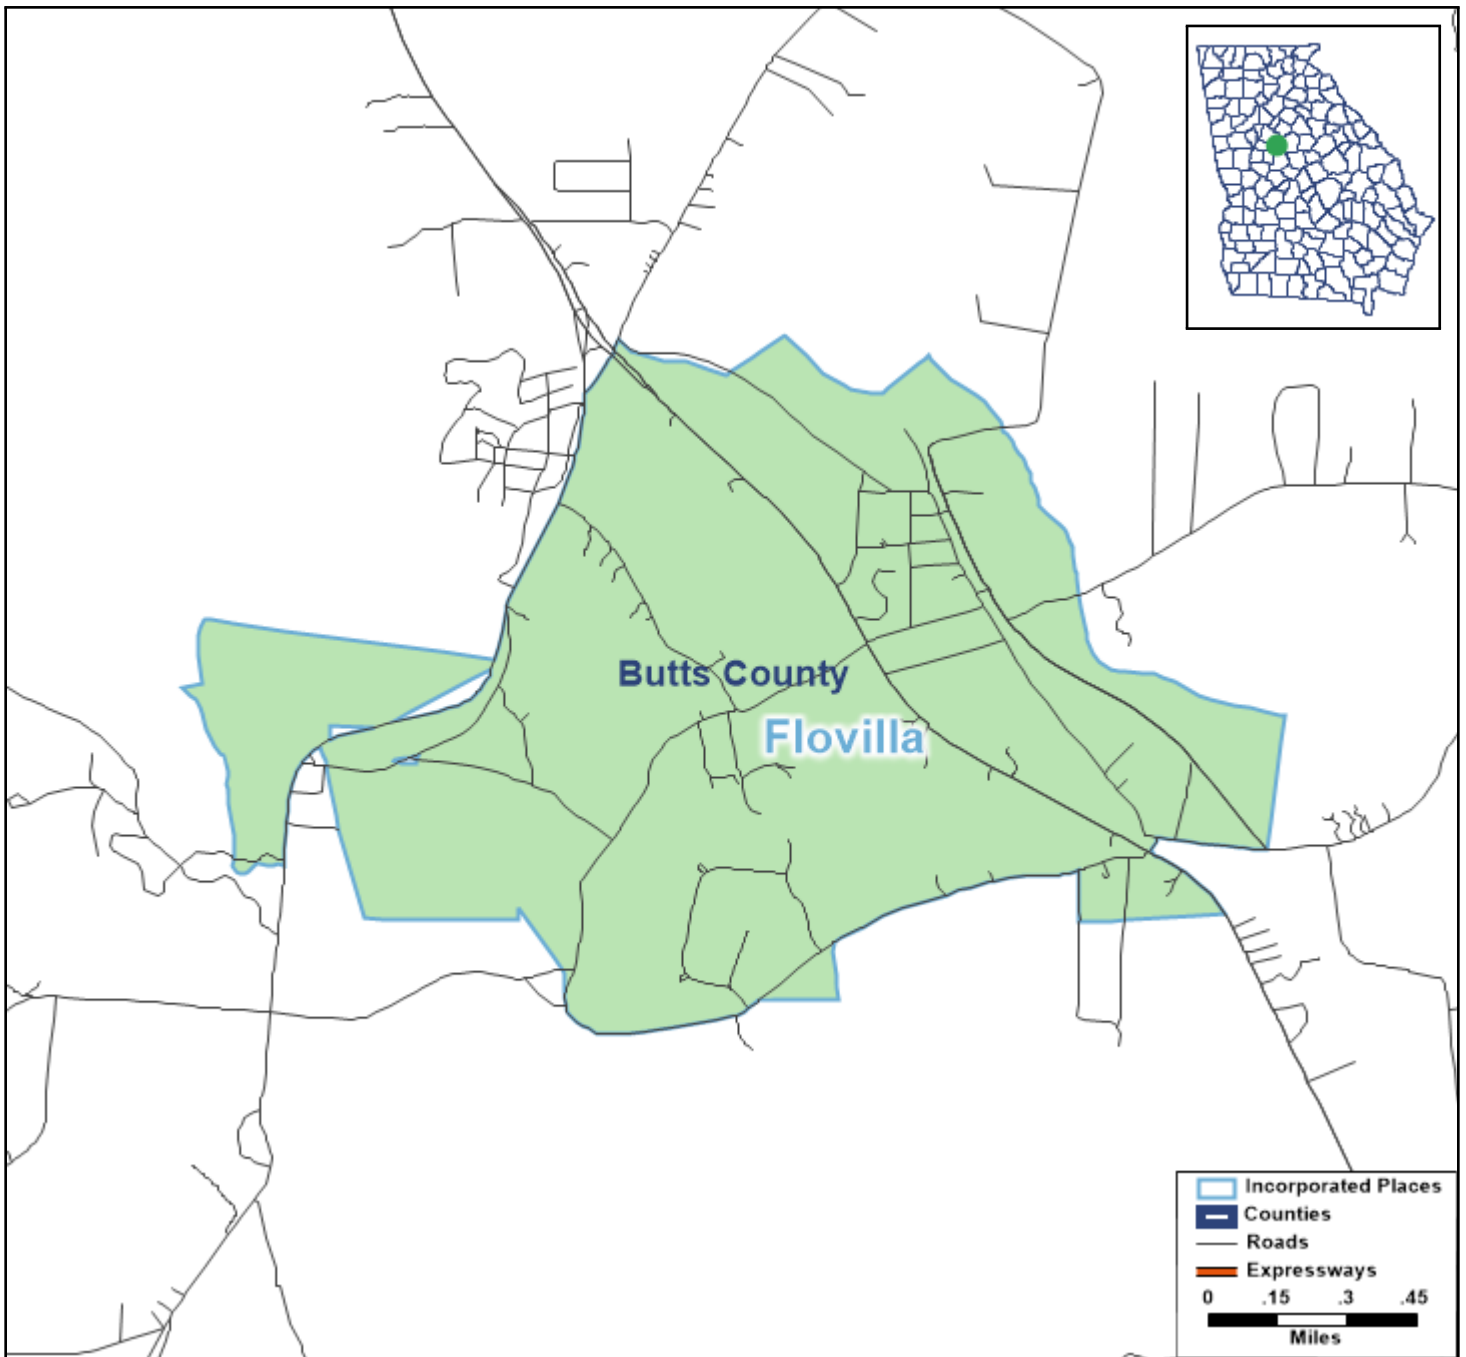 Butts County
Flovilla
Incorporated Places
Counties
Roads
Expressways
0 .15 .3 .45
Miles